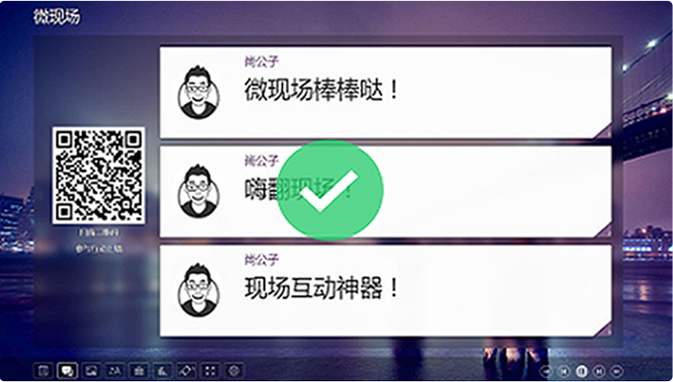 微现场
尚公子
微现场棒棒哒！
尚公子
嗨翻现场！
扫描二维码
参与互动上墙
尚公子
现场互动神器！